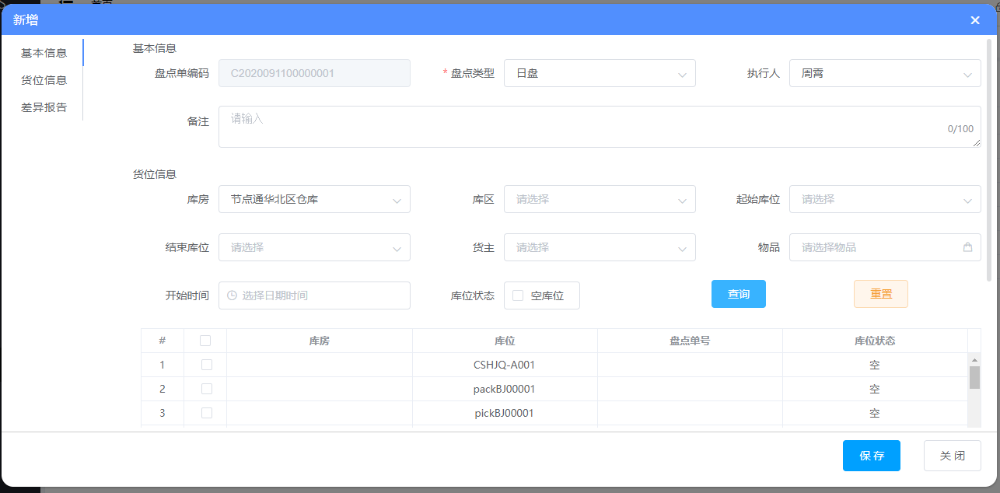 新增
基本信息
货位信息
差异报告
基本信息
盘点单编码 C2020091100000001 * 盘点类型 日盘 执行人 周霄
备注 请输入 0/100
货位信息
库房 节点通华北区仓库 库区 请选择 起始库位 请选择
结束库位 请选择 货主 请选择 物品 请选择物品
开始时间 选择日期时间 库位状态 空库位 查询 重置
# 库房 库位 盘点单号 库位状态
1 CSHJQ-A001 空
2 packBJ00001 空
3 pickBJ00001 空
保存 关闭